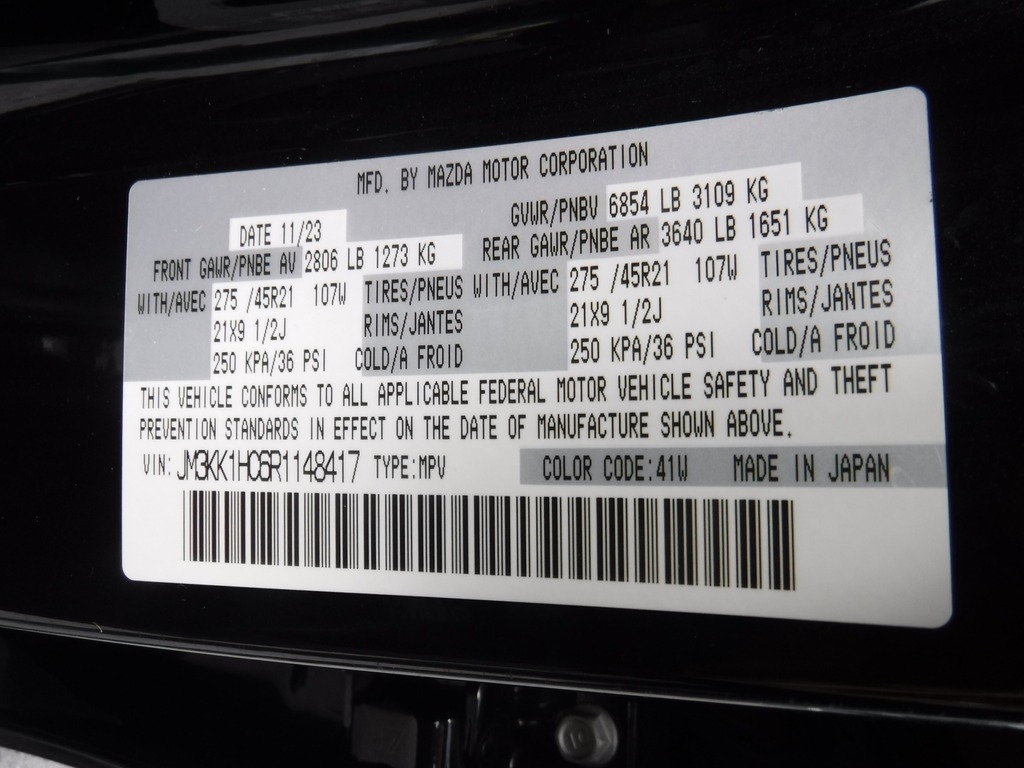 MFD. BY MAZDA MOTOR CORPORATION
DATE 11/23 GVWR/PNBV 6854 LB 3109 KG
FRONT GAWR/PNBE AV 2806 LB 1273 KG REAR GAWR/PNBE AR 3640 LB 1651 KG
WITH/AVEC 275 /45R21 107W TIRES/PNEUS WITH/AVEC 275 /45R21 107W TIRES/PNEUS
21X9 1/2J RIMS/JANTES 21X9 1/2J RIMS/JANTES
250 KPA/36 PSI COLD/A FROID 250 KPA/36 PSI COLD/A FROID
THIS VEHICLE CONFORMS TO ALL APPLICABLE FEDERAL MOTOR VEHICLE SAFETY AND THEFT
PREVENTION STANDARDS IN EFFECT ON THE DATE OF MANUFACTURE SHOWN ABOVE.
VIN: JM3KK1HC6R1148417 TYPE:MPV COLOR CODE:41W MADE IN JAPAN